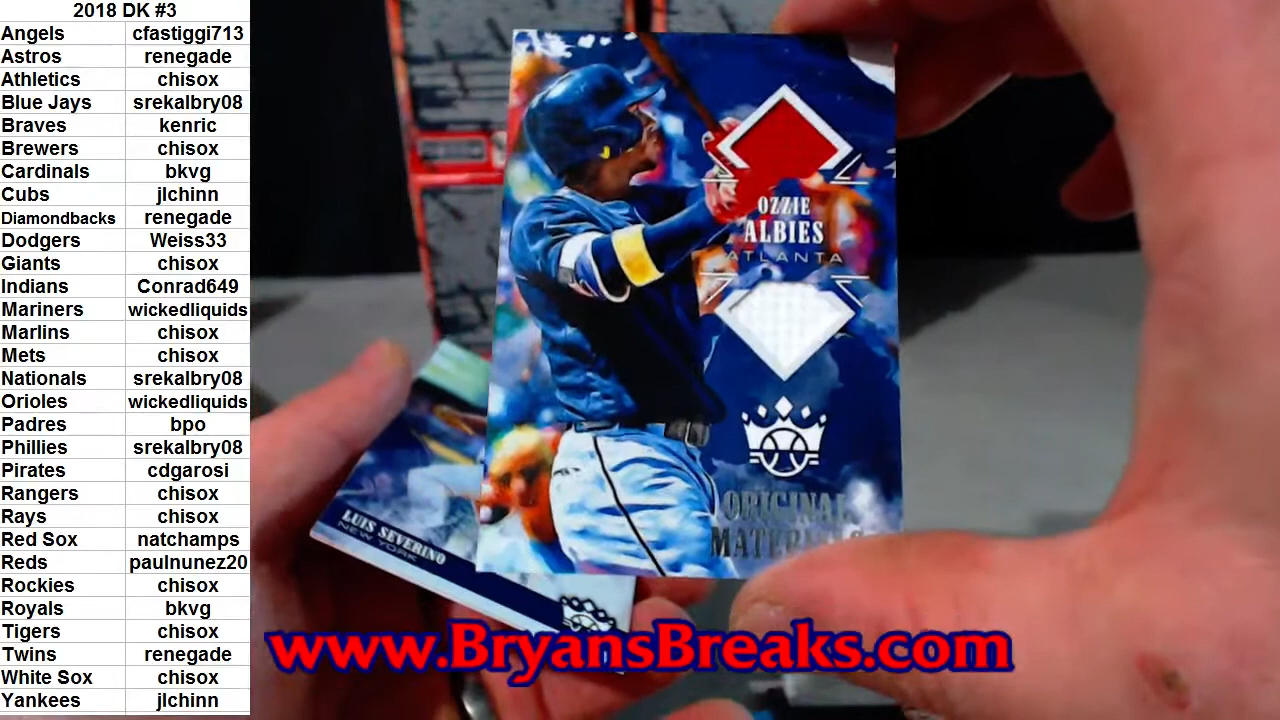 2018 DK #3
Angels cfastiggi713
Astros renegade
Athletics chisox
Blue Jays srekalbry08
Braves kenric
Brewers chisox
Cardinals bkvg
Cubs jlchinn
Diamondbacks renegade
Dodgers Weiss33
Giants chisox
Indians Conrad649
Mariners wickedliquids
Marlins chisox
Mets chisox
Nationals srekalbry08
Orioles wickedliquids
Padres bpo
Phillies srekalbry08
Pirates cdgarosi
Rangers chisox
Rays chisox
Red Sox natchamps
Reds paulnunez20
Rockies chisox
Royals bkvg
Tigers chisox
Twins renegade
White Sox chisox
Yankees jlchinn
OZZIE
ALBIES
ATLANTA
ORIGINAL
MATERIALS
LUIS SEVERINO
NEW YORK
www.BryansBreaks.com